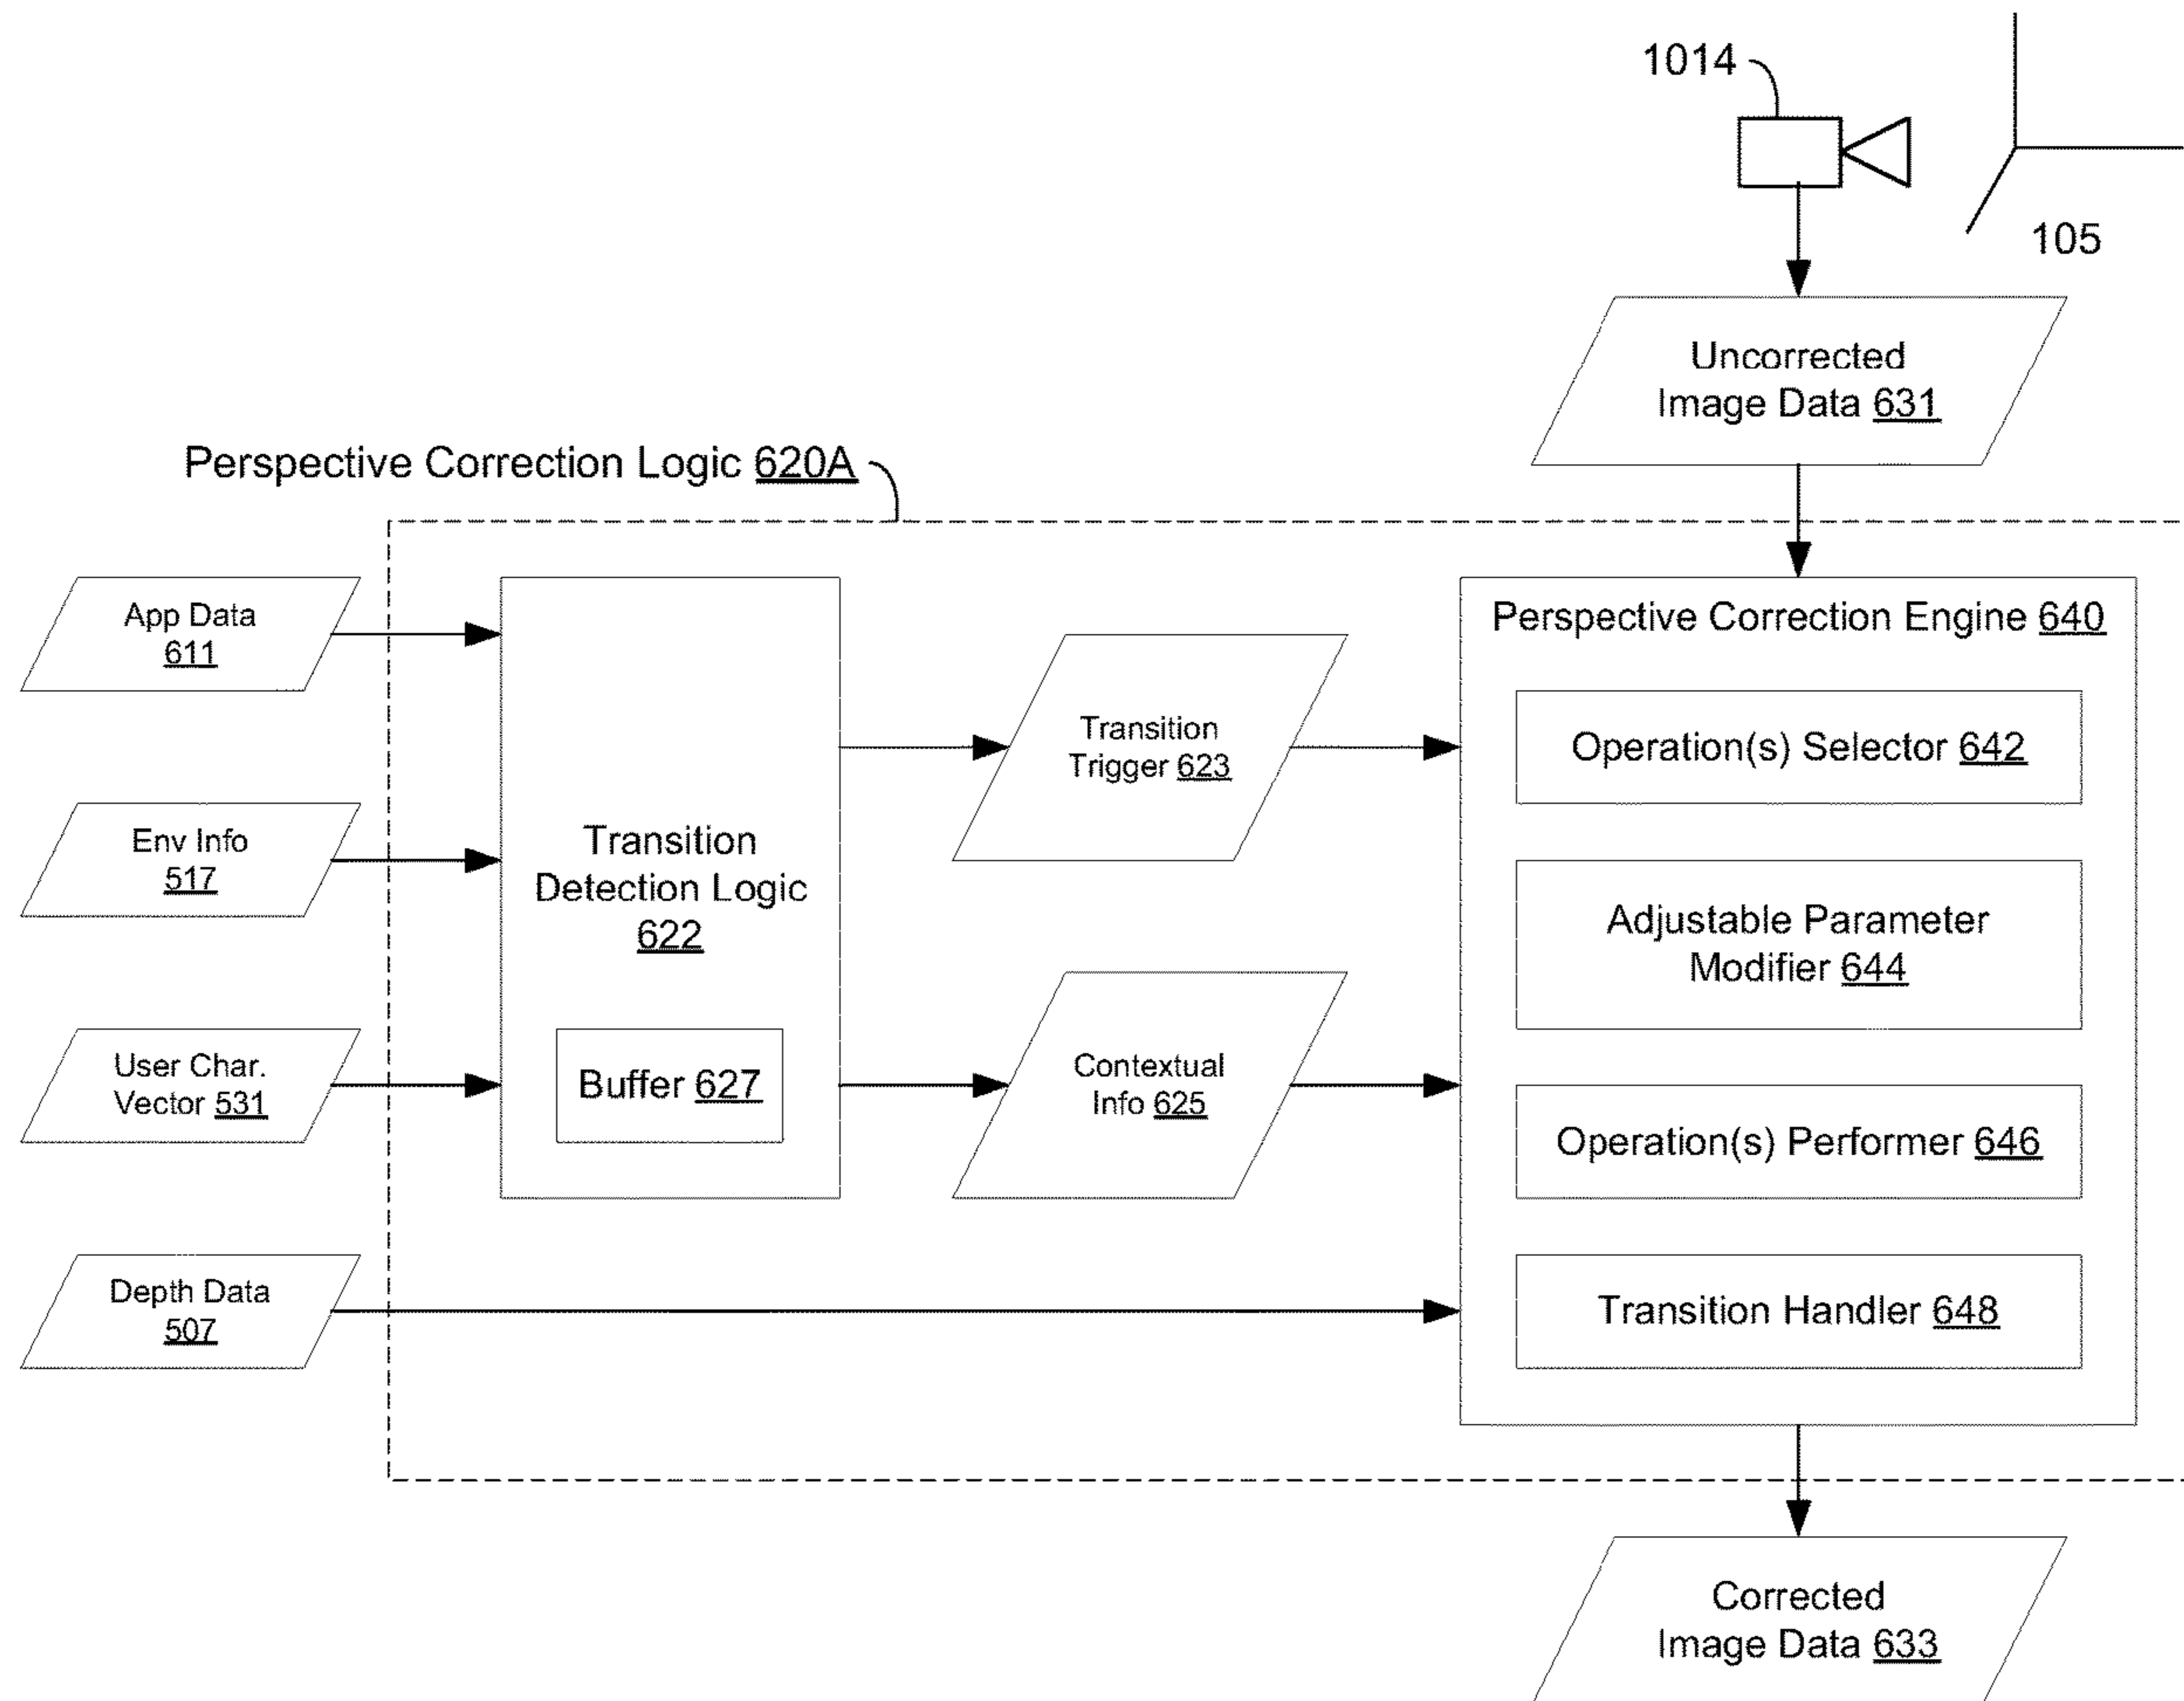 1014
105
Uncorrected
Image Data 631
Perspective Correction Logic 620A
App Data
611
Env Info
517
User Char.
Vector 531
Depth Data
507
Transition
Detection Logic
622
Buffer 627
Transition
Trigger 623
Contextual
Info 625
Perspective Correction Engine 640
Operation(s) Selector 642
Adjustable Parameter
Modifier 644
Operation(s) Performer 646
Transition Handler 648
Corrected
Image Data 633